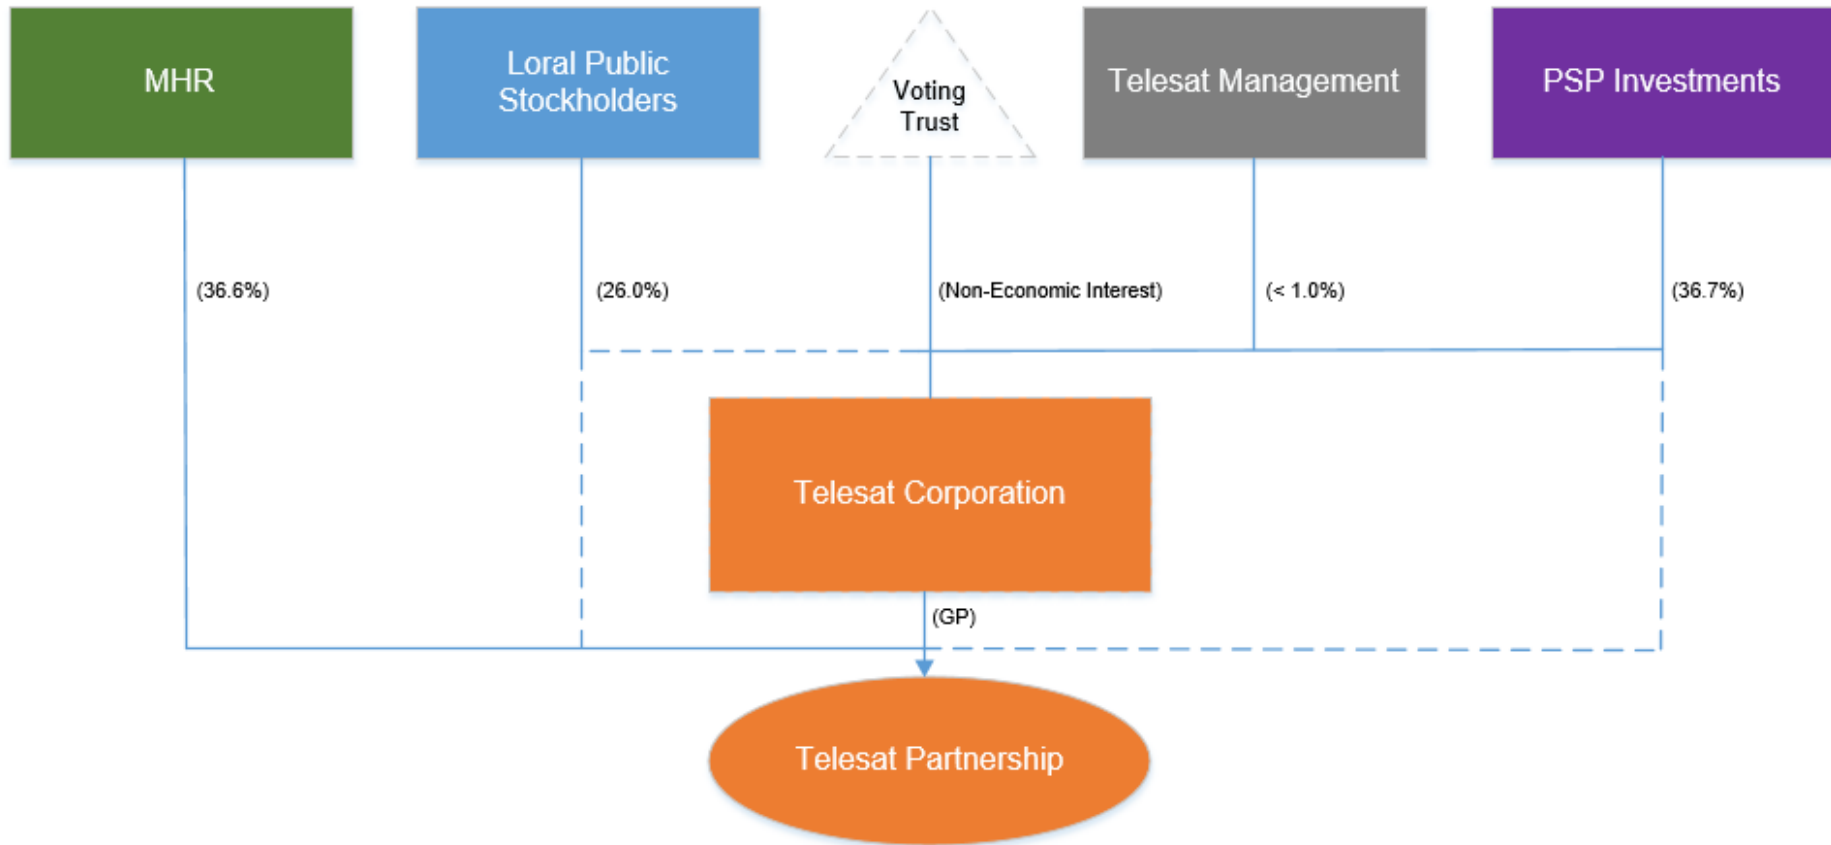 MHR
Loral Public
Stockholders
Voting
Trust
Telesat Management
PSP Investments
(36.6%)
(26.0%)
(Non-Economic Interest)
(< 1.0%)
(36.7%)
Telesat Corporation
(GP)
Telesat Partnership